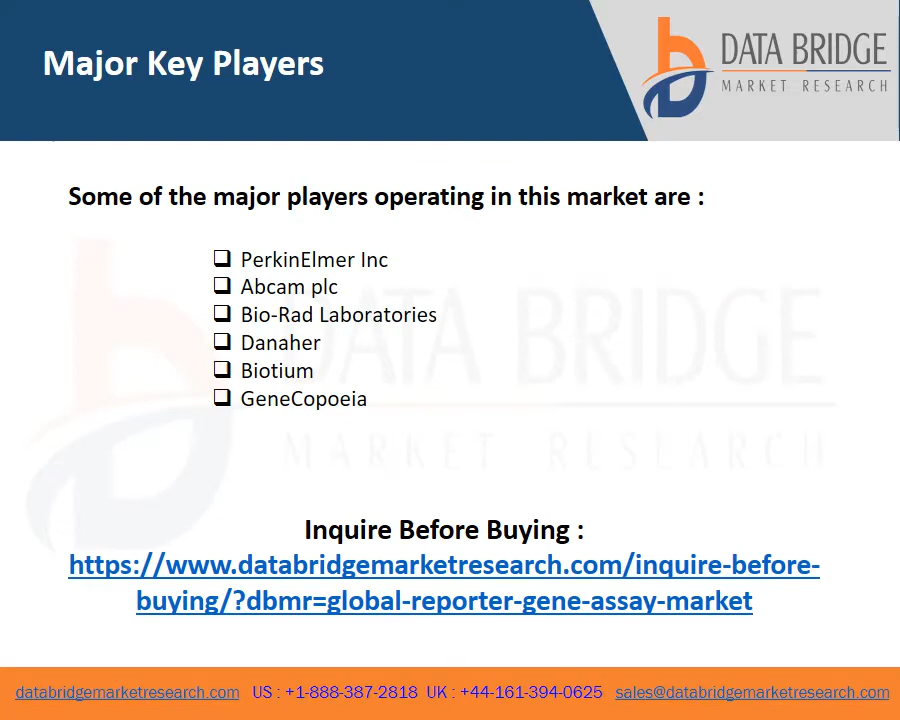 Major Key Players
DATA BRIDGE
MARKET RESEARCH
Some of the major players operating in this market are :
❑ PerkinElmer Inc
❑ Abcam plc
❑ Bio-Rad Laboratories
❑ Danaher
❑ Biotium
❑ GeneCopoeia
DATA BRIDGE
MARKET RESEARCH
Inquire Before Buying :
https://www.databridgemarketresearch.com/inquire-before-
buying/?dbmr=global-reporter-gene-assay-market
databridgemarketresearch.com US : +1-888-387-2818 UK : +44-161-394-0625 sales@databridgemarketresearch.com